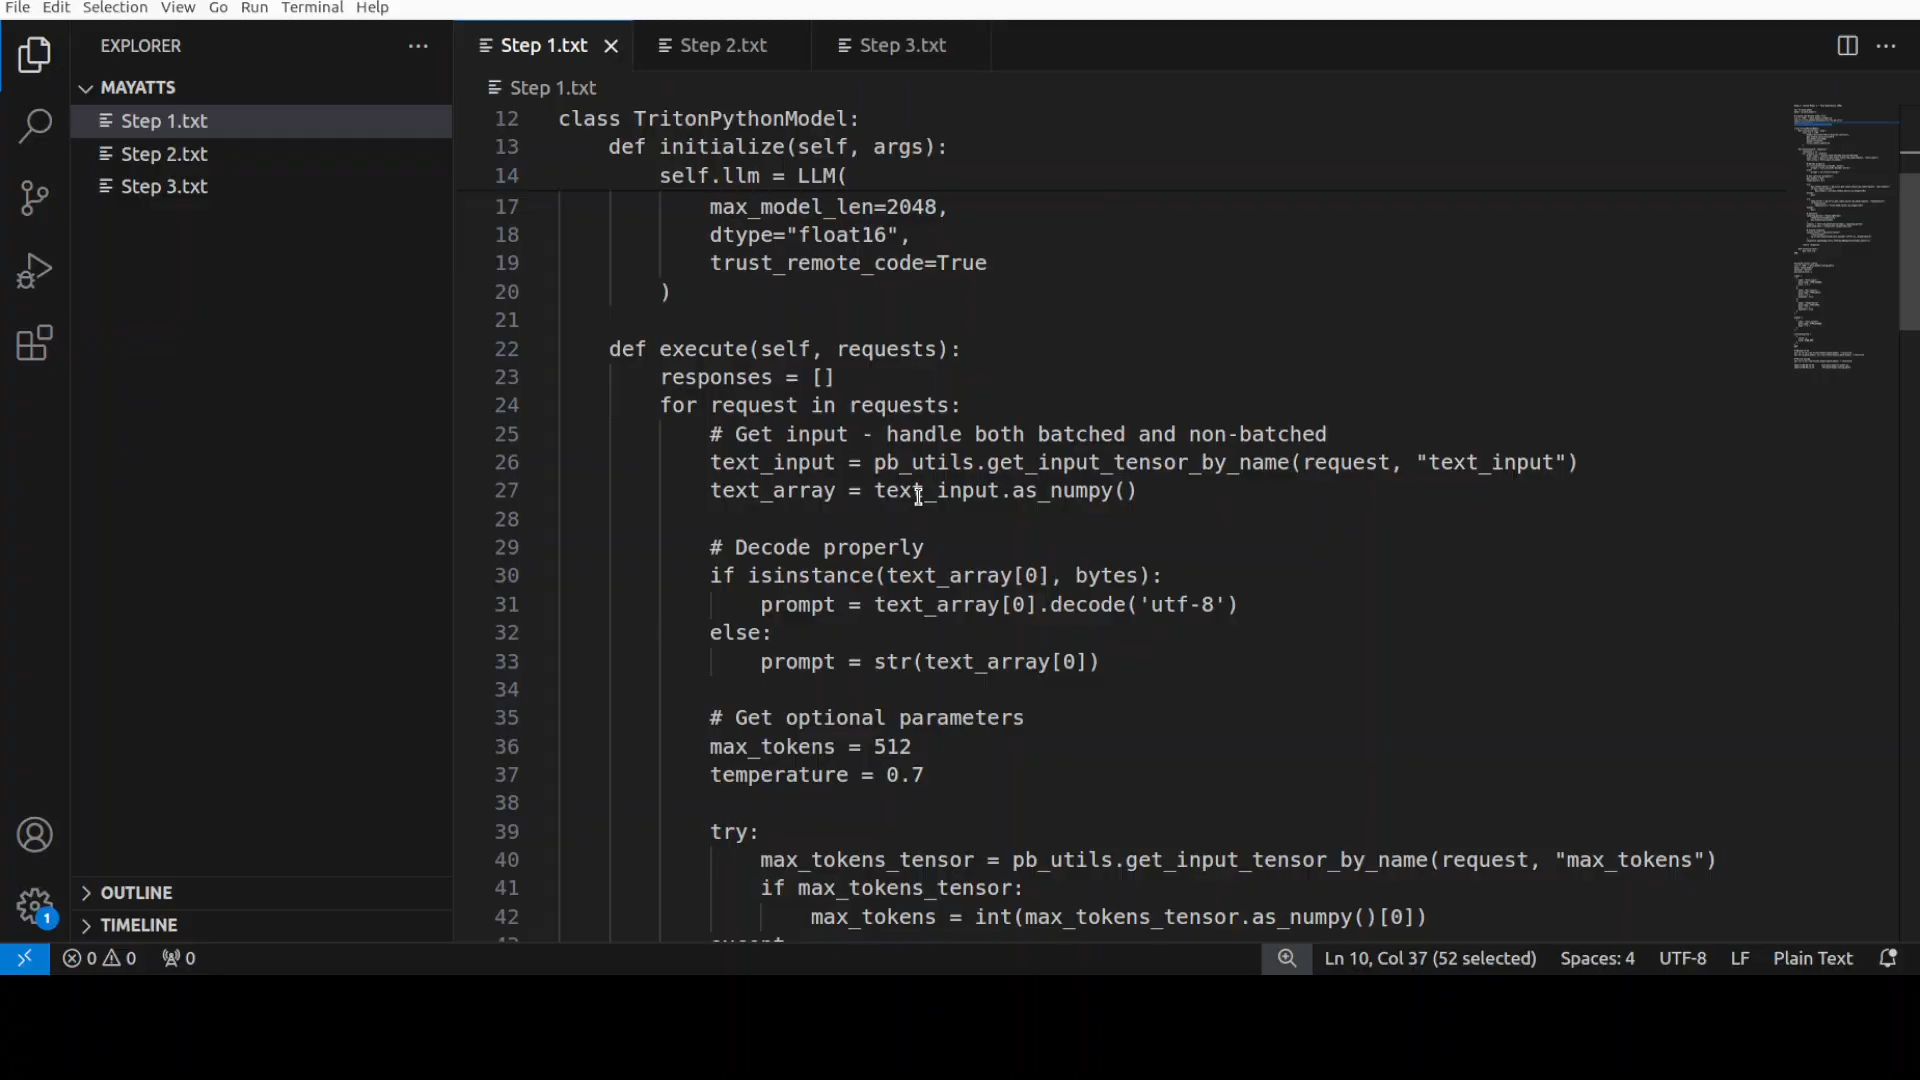 File Edit Selection View Go Run Terminal Help
EXPLORER
MAYATTS
Step 1.txt
Step 2.txt
Step 3.txt
OUTLINE
TIMELINE
Step 1.txt
Step 2.txt
Step 3.txt
Step 1.txt
12 class TritonPythonModel:
13 def initialize(self, args):
14 self.llm = LLM(
17 max_model_len=2048,
18 dtype="float16",
19 trust_remote_code=True
20 )
21
22 def execute(self, requests):
23 responses = []
24 for request in requests:
25 # Get input - handle both batched and non-batched
26 text_input = pb_utils.get_input_tensor_by_name(request, "text_input")
27 text_array = text_input.as_numpy()
28
29 # Decode properly
30 if isinstance(text_array[0], bytes):
31 prompt = text_array[0].decode('utf-8')
32 else:
33 prompt = str(text_array[0])
34
35 # Get optional parameters
36 max_tokens = 512
37 temperature = 0.7
38
39 try:
40 max_tokens_tensor = pb_utils.get_input_tensor_by_name(request, "max_tokens")
41 if max_tokens_tensor:
42 max_tokens = int(max_tokens_tensor.as_numpy()[0])
1
0 0 0 Ln 10, Col 37 (52 selected) Spaces: 4 UTF-8 LF Plain Text